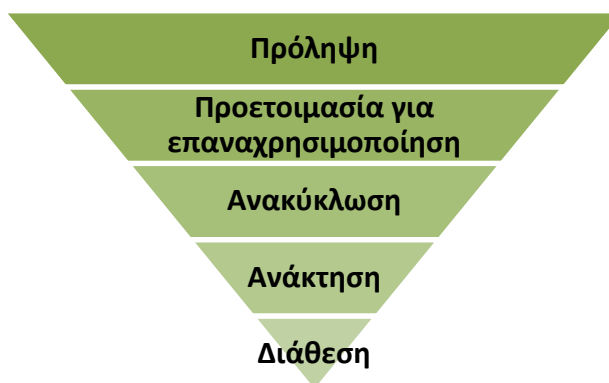 Πρόληψη
Προετοιμασία για
επαναχρησιμοποίηση
Ανακύκλωση
Ανάκτηση
Διάθεση